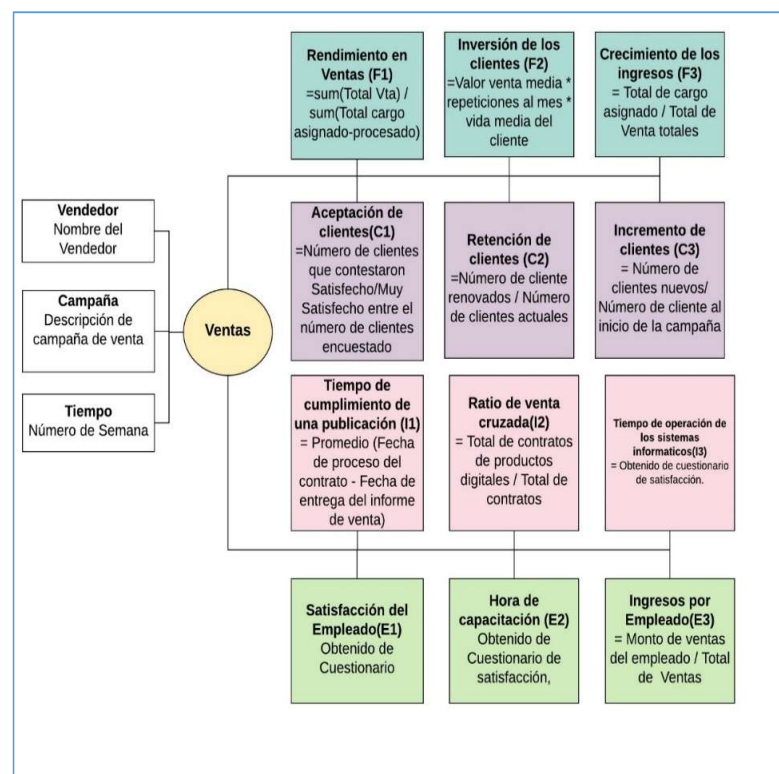 Rendimiento en
Ventas (F1)
=sum(Total Vta) /
sum(Total cargo
asignado-procesado)
Inversión de los
clientes (F2)
=Valor venta media *
repeticiones al mes *
vida media del
cliente
Crecimiento de los
ingresos (F3)
= Total de cargo
asignado / Total de
Venta totales
Vendedor
Nombre del
Vendedor
Campaña
Descripción de
campaña de venta
Tiempo
Número de Semana
Ventas
Aceptación de
clientes(C1)
=Número de clientes
que contestaron
Satisfecho/Muy
Satisfecho entre el
número de clientes
encuestado
Retención de
clientes (C2)
=Número de cliente
renovados / Número
de clientes actuales
Incremento de
clientes (C3)
= Número de
clientes nuevos/
Número de cliente al
inicio de la campaña
Tiempo de
cumplimiento de
una publicación (I1)
= Promedio (Fecha
de proceso del
contrato - Fecha de
entrega del informe
de venta)
Ratio de venta
cruzada(I2)
= Total de contratos
de productos
digitales / Total de
contratos
Tiempo de operación de
los sistemas
informaticos(I3)
= Obtenido de cuestionario
de satisfacción.
Satisfacción del
Empleado(E1)
Obtenido de
Cuestionario
Hora de
capacitación (E2)
Obtenido de
Cuestionario de
satisfacción,
Ingresos por
Empleado(E3)
= Monto de ventas
del empleado / Total
de Ventas